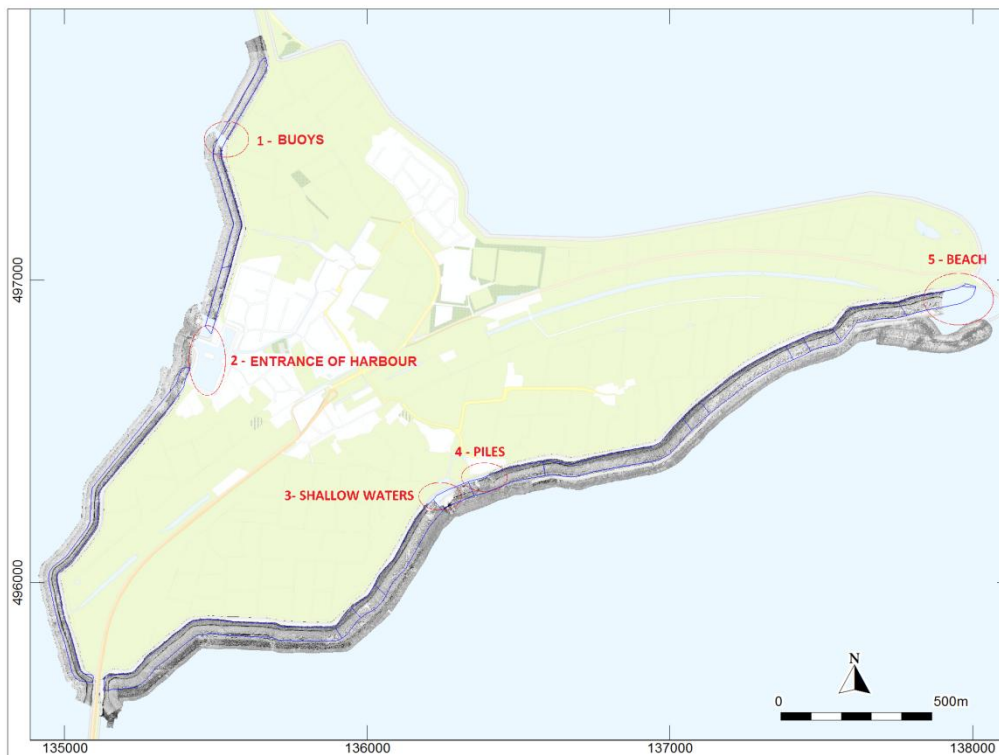 1 - BUOYS
497000
5 - BEACH
2 - ENTRANCE OF HARBOUR
4 - PILES
3- SHALLOW WATERS
496000
N
0 500m
135000 136000 137000 138000